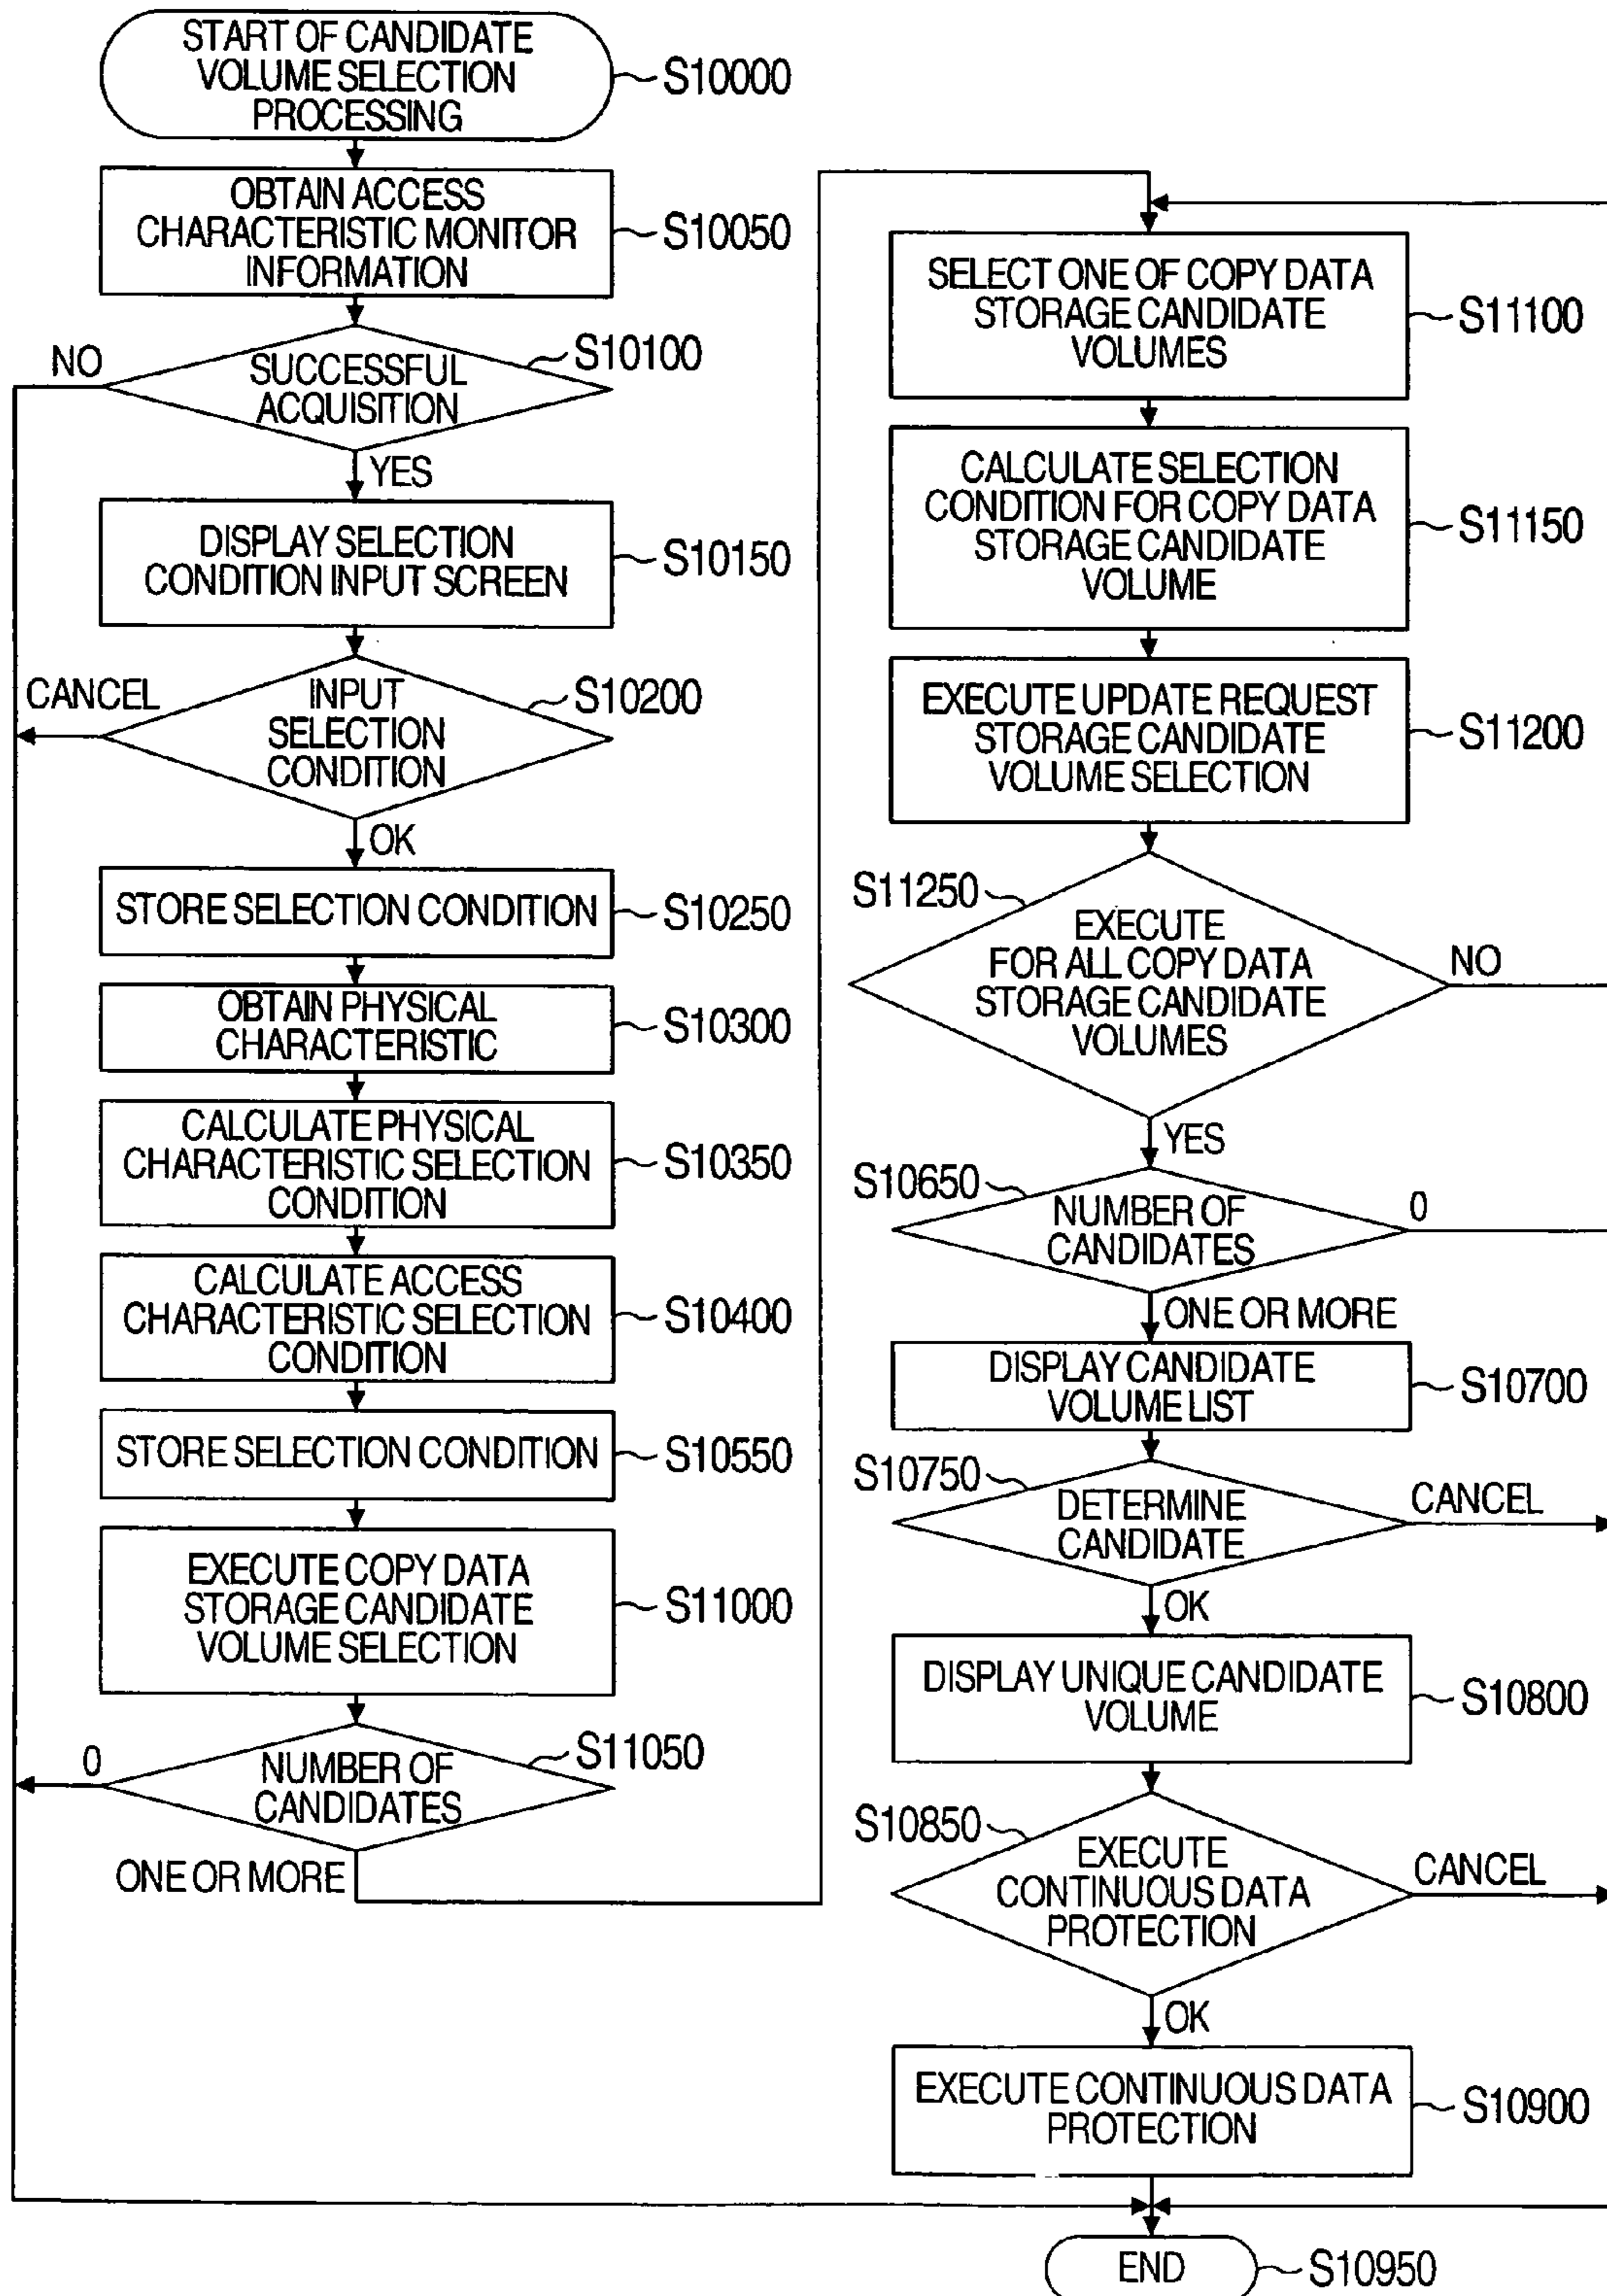 START OF CANDIDATE
VOLUME SELECTION
PROCESSING
S10000
OBTAIN ACCESS
CHARACTERISTIC MONITOR
INFORMATION
S10050
NO
SUCCESSFUL
ACQUISITION
S10100
YES
DISPLAY SELECTION
CONDITION INPUT SCREEN
S10150
CANCEL
INPUT
SELECTION
CONDITION
S10200
OK
STORE SELECTION CONDITION
S10250
OBTAIN PHYSICAL
CHARACTERISTIC
S10300
CALCULATE PHYSICAL
CHARACTERISTIC SELECTION
CONDITION
S10350
CALCULATE ACCESS
CHARACTERISTIC SELECTION
CONDITION
S10400
STORE SELECTION CONDITION
S10550
EXECUTE COPY DATA
STORAGE CANDIDATE
VOLUME SELECTION
S11000
0
NUMBER OF
CANDIDATES
S11050
ONE OR MORE
SELECT ONE OF COPY DATA
STORAGE CANDIDATE
VOLUMES
S11100
CALCULATE SELECTION
CONDITION FOR COPY DATA
STORAGE CANDIDATE
VOLUME
S11150
EXECUTE UPDATE REQUEST
STORAGE CANDIDATE
VOLUME SELECTION
S11200
S11250
EXECUTE
FOR ALL COPY DATA
STORAGE CANDIDATE
VOLUMES
NO
YES
S10650
NUMBER OF
CANDIDATES
0
ONE OR MORE
DISPLAY CANDIDATE
VOLUME LIST
S10700
S10750
DETERMINE
CANDIDATE
CANCEL
OK
DISPLAY UNIQUE CANDIDATE
VOLUME
S10800
S10850
EXECUTE
CONTINUOUS DATA
PROTECTION
CANCEL
OK
EXECUTE CONTINUOUS DATA
PROTECTION
S10900
END
S10950